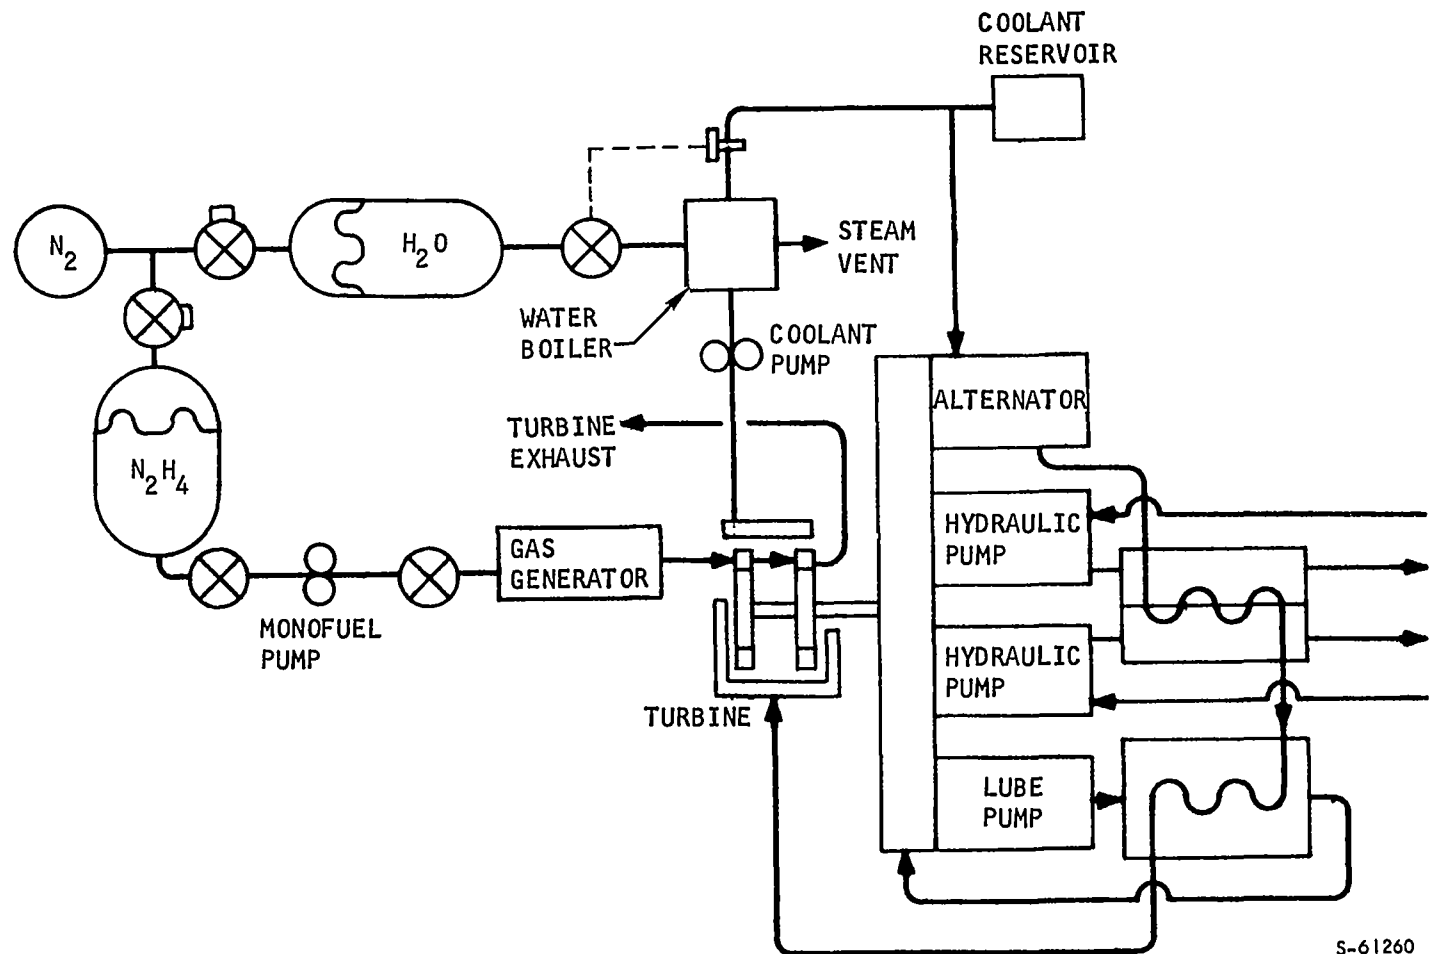 COOLANT
RESERVOIR
N2
H2O
STEAM
VENT
WATER
BOILER
COOLANT
PUMP
ALTERNATOR
TURBINE
EXHAUST
N2H4
GAS
GENERATOR
HYDRAULIC
PUMP
MONOFUEL
PUMP
HYDRAULIC
PUMP
TURBINE
LUBE
PUMP
S-61260